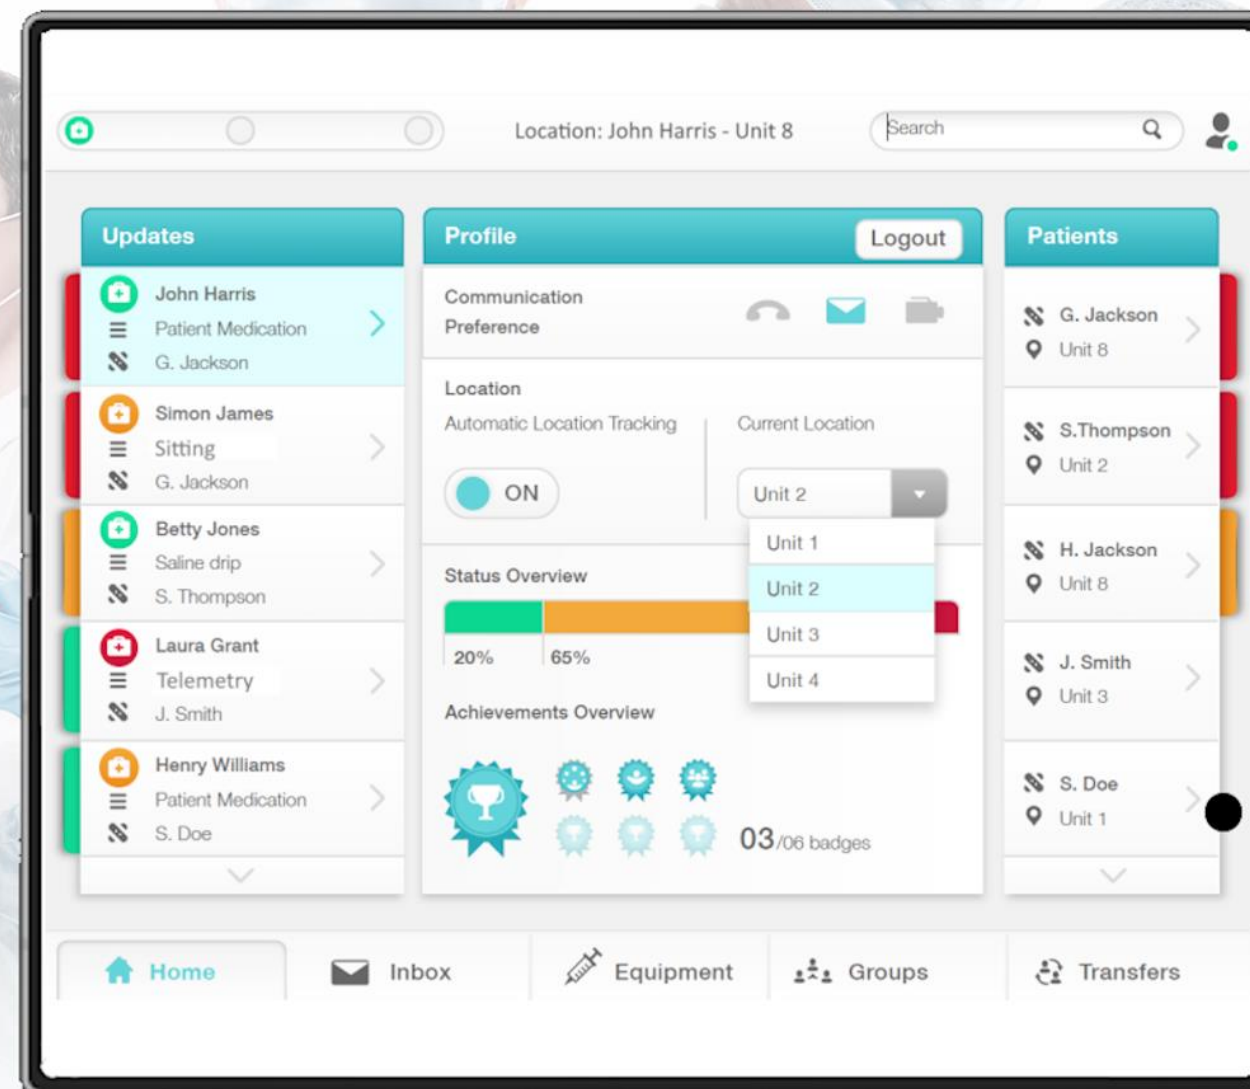 Location: John Harris - Unit 8
Search
Updates
John Harris
Patient Medication
G. Jackson
Simon James
Sitting
G. Jackson
Betty Jones
Saline drip
S. Thompson
Laura Grant
Telemetry
J. Smith
Henry Williams
Patient Medication
S. Doe
Profile
Logout
Communication
Preference
Location
Automatic Location Tracking
ON
Current Location
Unit 2
Unit 1
Unit 2
Unit 3
Unit 4
Status Overview
20% 65%
Achievements Overview
03/06 badges
Patients
G. Jackson
Unit 8
S.Thompson
Unit 2
H. Jackson
Unit 8
J. Smith
Unit 3
S. Doe
Unit 1
Home Inbox Equipment Groups Transfers